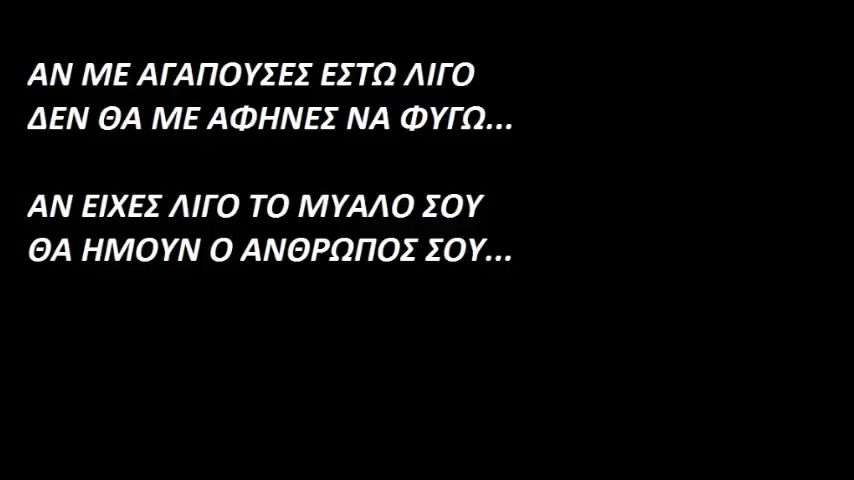 ΑΝ ΜΕ ΑΓΑΠΟΥΣΕΣ ΕΣΤΩ ΛΙΓΟ
ΔΕΝ ΘΑ ΜΕ ΑΦΗΝΕΣ ΝΑ ΦΥΓΩ...
ΑΝ ΕΙΧΕΣ ΛΙΓΟ ΤΟ ΜΥΑΛΟ ΣΟΥ
ΘΑ ΗΜΟΥΝ Ο ΑΝΘΡΩΠΟΣ ΣΟΥ...